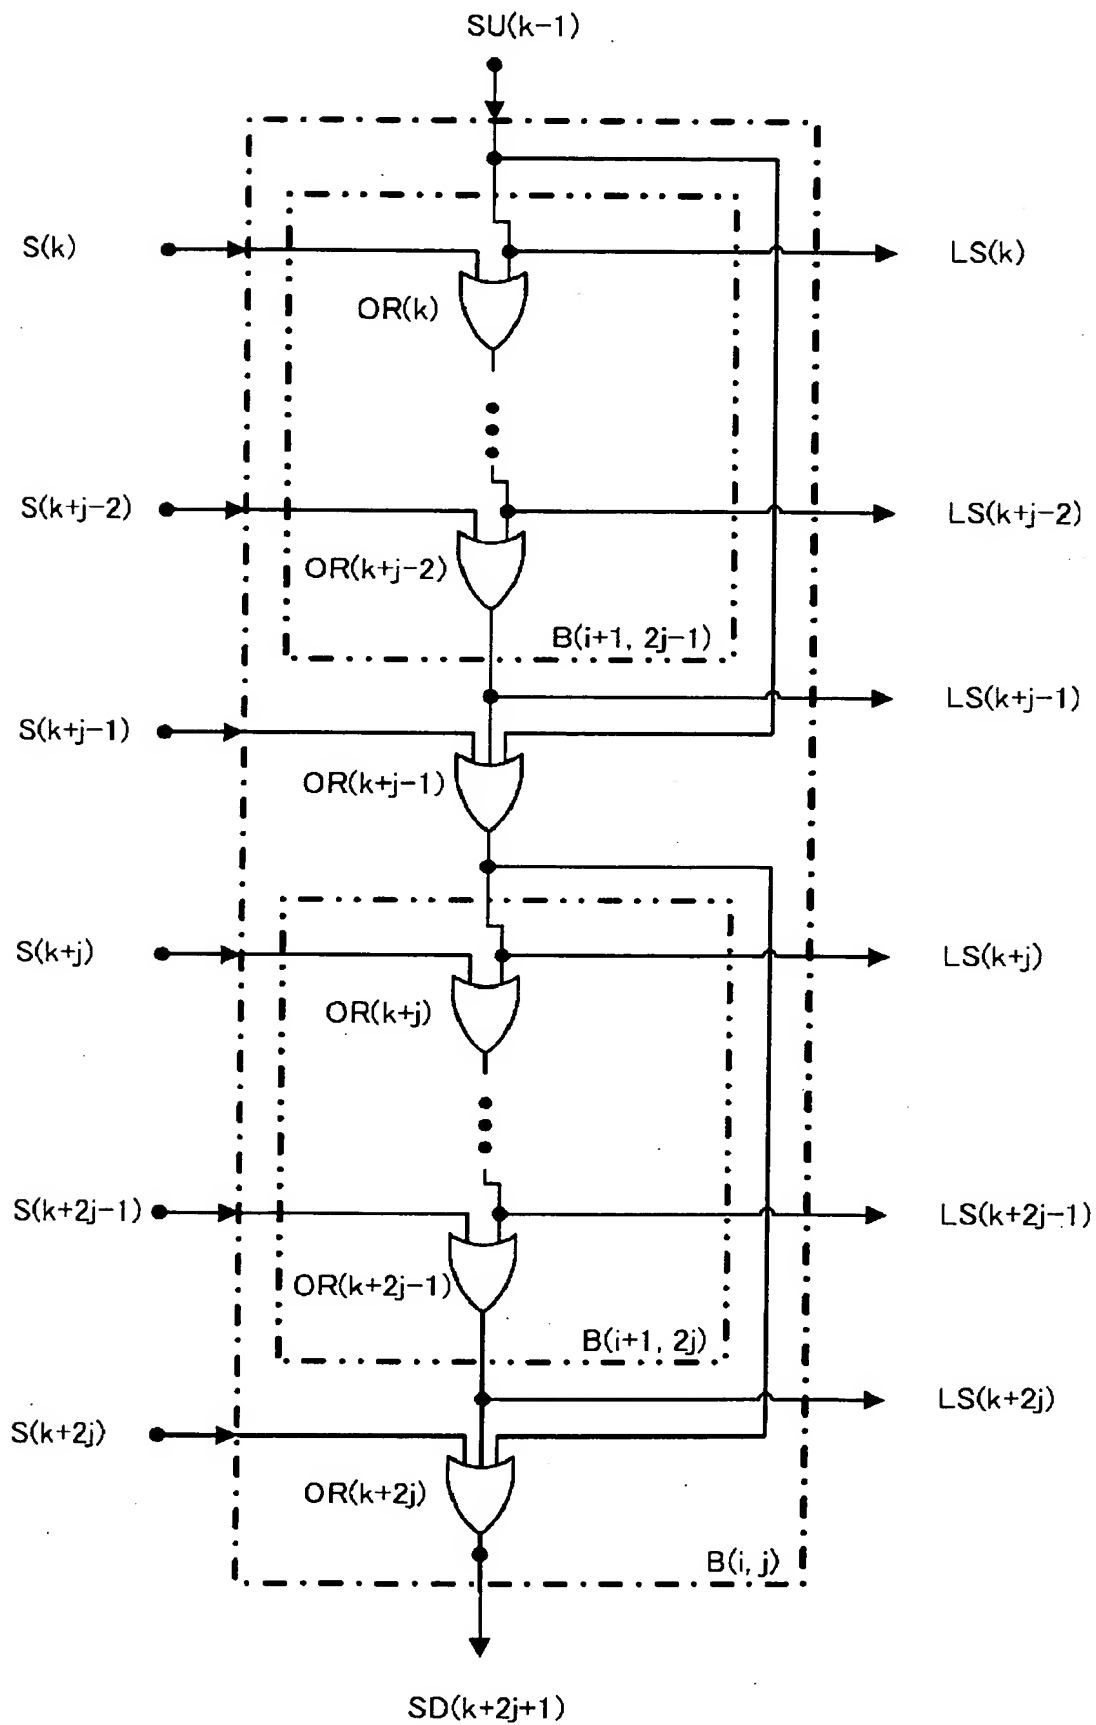 SU(k-1)
S(k)
LS(k)
OR(k)
S(k+j-2)
LS(k+j-2)
OR(k+j-2)
B(i+1, 2j-1)
LS(k+j-1)
S(k+j-1)
OR(k+j-1)
S(k+j)
LS(k+j)
OR(k+j)
S(k+2j-1)
LS(k+2j-1)
OR(k+2j-1)
B(i+1, 2j)
LS(k+2j)
S(k+2j)
OR(k+2j)
B(i, j)
SD(k+2j+1)